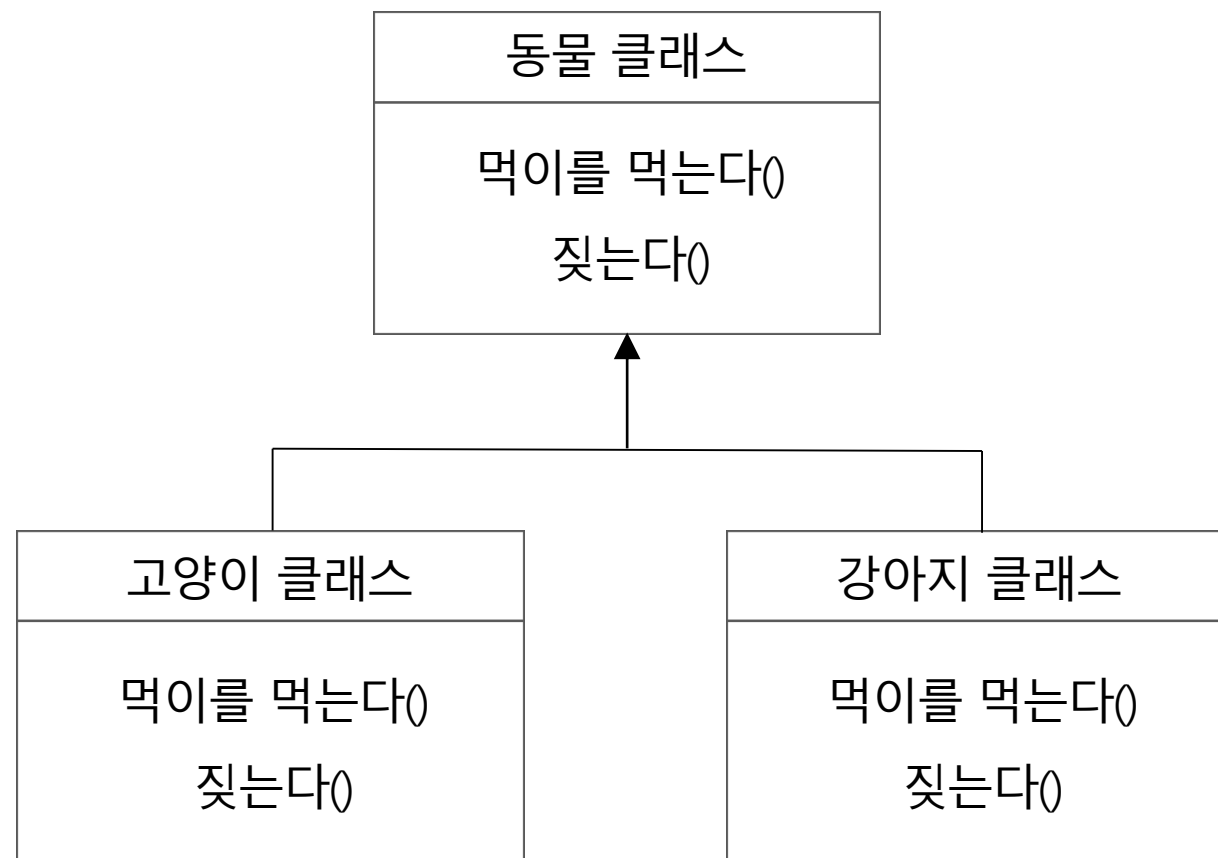 동물 클래스
먹이를 먹는다()
짖는다()
고양이 클래스
먹이를 먹는다()
짖는다()
강아지 클래스
먹이를 먹는다()
짖는다()